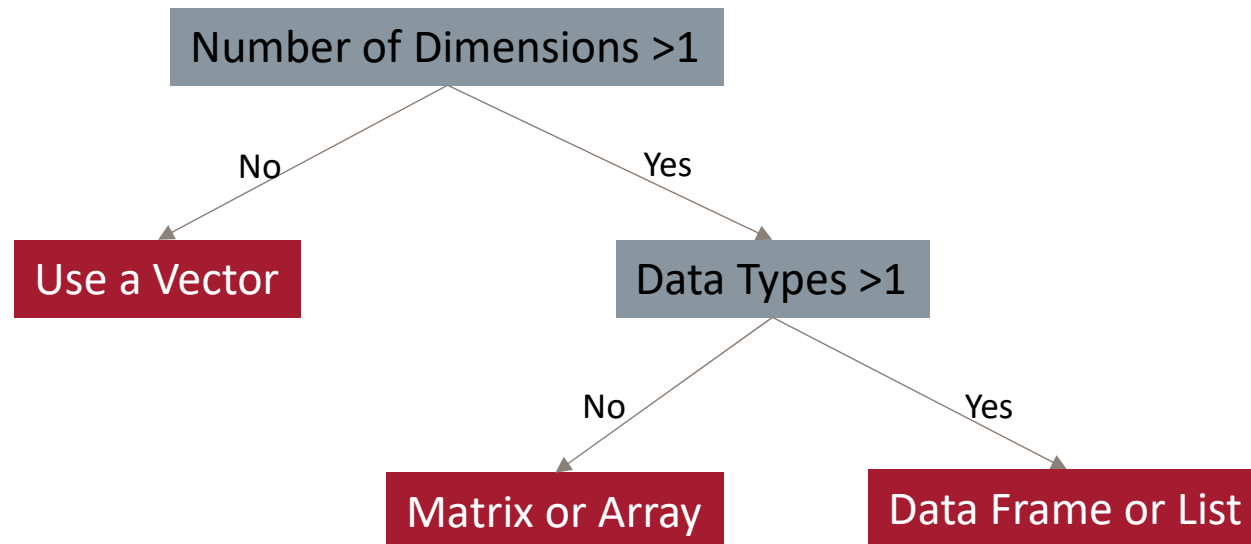 Number of Dimensions >1
No
Yes
Use a Vector
Data Types >1
No
Yes
Matrix or Array
Data Frame or List